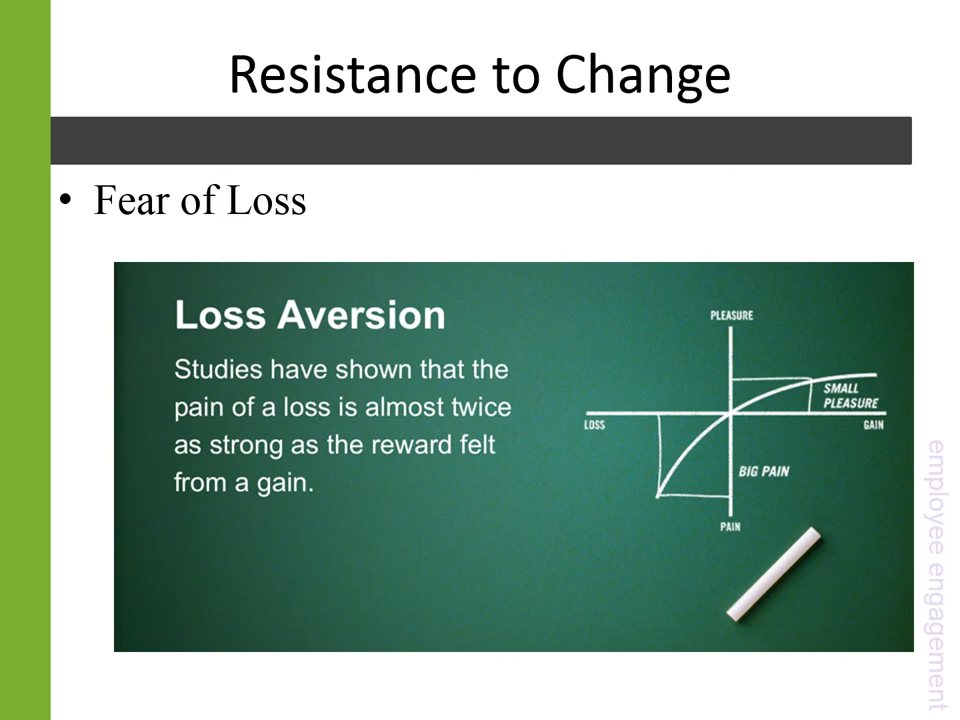 Resistance to Change
• Fear of Loss
Loss Aversion
Studies have shown that the
pain of a loss is almost twice
as strong as the reward felt
from a gain.
PLEASURE
SMALL
PLEASURE
LOSS
GAIN
BIG PAIN
PAIN
employee engagement